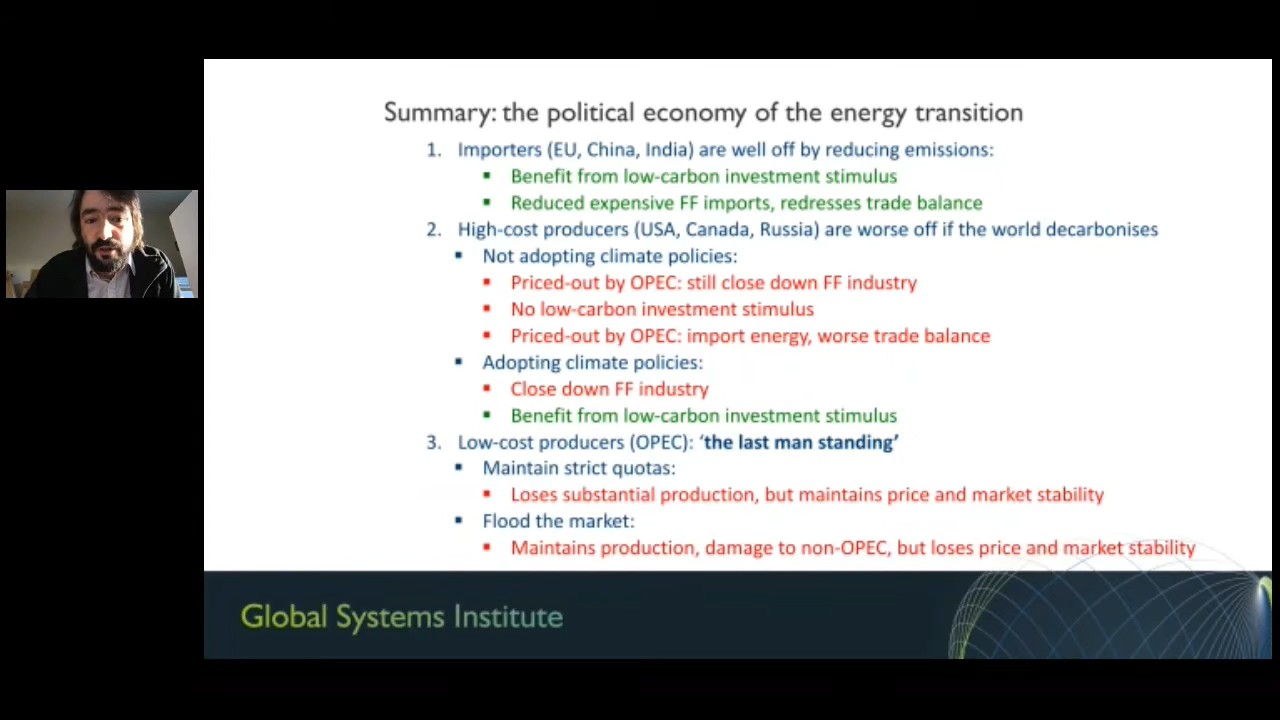 Summary: the political economy of the energy transition
1. Importers (EU, China, India) are well off by reducing emissions:
▪ Benefit from low-carbon investment stimulus
▪ Reduced expensive FF imports, redresses trade balance
2. High-cost producers (USA, Canada, Russia) are worse off if the world decarbonises
▪ Not adopting climate policies:
▪ Priced-out by OPEC: still close down FF industry
▪ No low-carbon investment stimulus
▪ Priced-out by OPEC: import energy, worse trade balance
▪ Adopting climate policies:
▪ Close down FF industry
▪ Benefit from low-carbon investment stimulus
3. Low-cost producers (OPEC): ‘the last man standing’
▪ Maintain strict quotas:
▪ Loses substantial production, but maintains price and market stability
▪ Flood the market:
▪ Maintains production, damage to non-OPEC, but loses price and market stability
Global Systems Institute